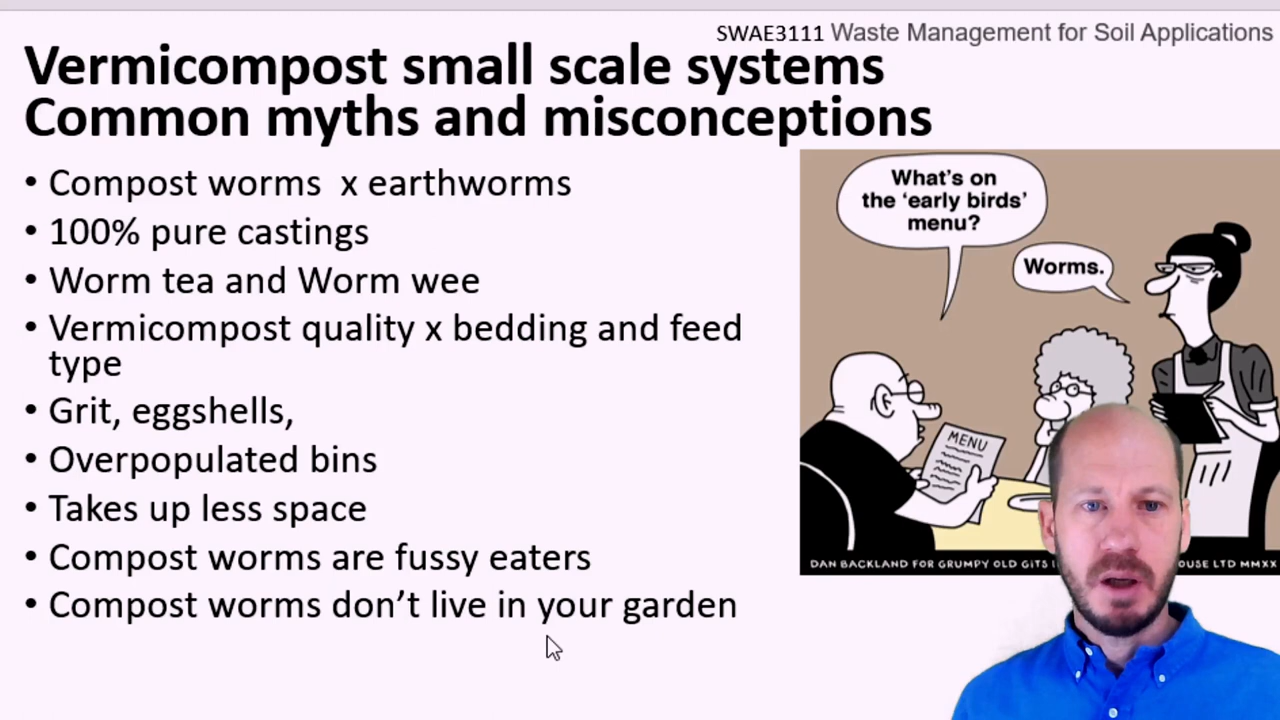 SWAE3111 Waste Management for Soil Applications
Vermicompost small scale systems
Common myths and misconceptions
• Compost worms  x earthworms
• 100% pure castings
• Worm tea and Worm wee
• Vermicompost quality x bedding and feed
type
• Grit, eggshells,
• Overpopulated bins
• Takes up less space
• Compost worms are fussy eaters
• Compost worms don’t live in your garden
What’s on
the ‘early birds’
menu?
Worms.
MENU
DAN BACKLAND FOR GRUMPY OLD GITS
OUSE LTD MMXX